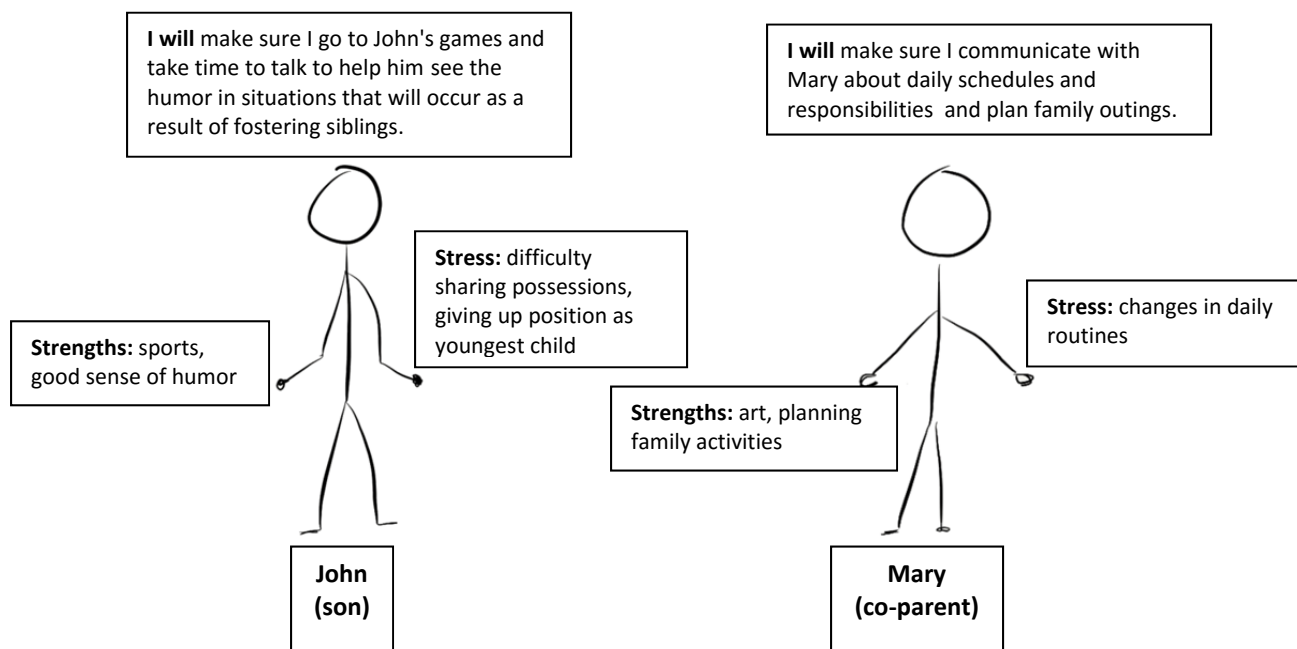 I will make sure I go to John's games and
take time to talk to help him see the
humor in situations that will occur as a
result of fostering siblings.
I will make sure I communicate with
Mary about daily schedules and
responsibilities and plan family outings.
Stress: difficulty
sharing possessions,
giving up position as
youngest child
Strengths: sports,
good sense of humor
Stress: changes in daily
routines
Strengths: art, planning
family activities
John
(son)
Mary
(co-parent)